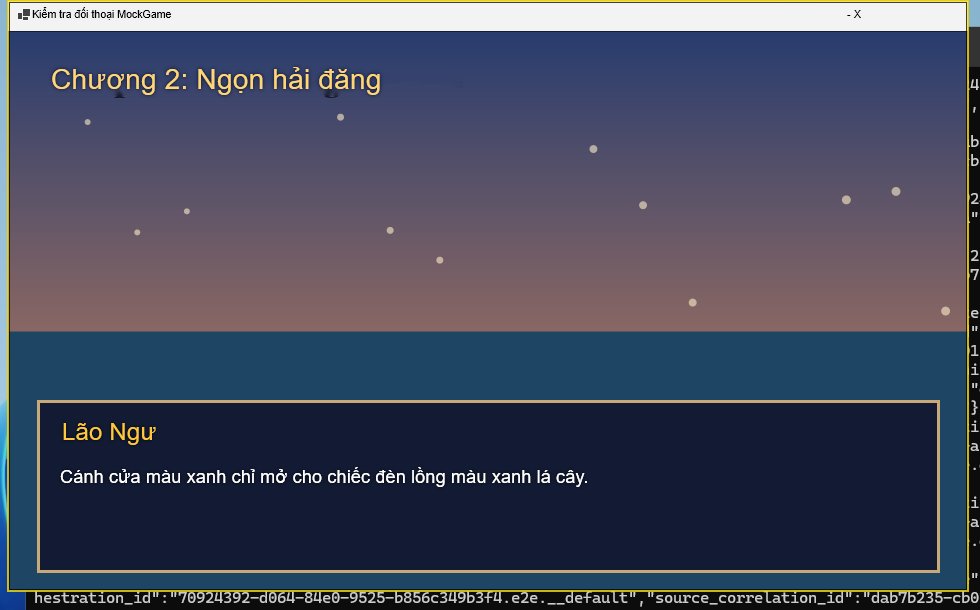 Kiểm tra đối thoại MockGame
- X
Chương 2: Ngọn hải đăng
Lão Ngư
Cánh cửa màu xanh chỉ mở cho chiếc đèn lồng màu xanh lá cây.
hestration_id":"70924392-d064-84e0-9525-b856c349b3f4.e2e.__default","source_correlation_id":"dab7b235-cb0